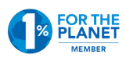 1%
FOR THE
PLANET
MEMBER